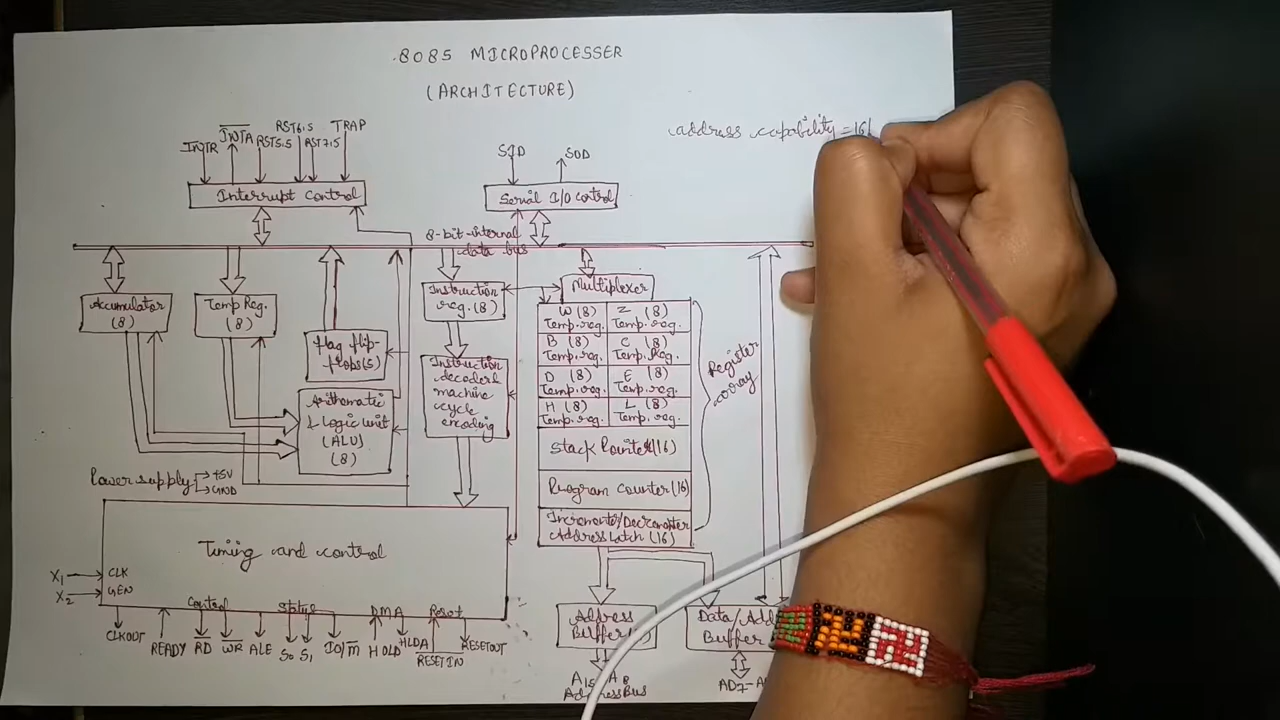 .8085 MICROPROCESSER
(ARCHITECTURE)
address capability = 16
INTR
INTA
RST5.5
RST6.5
RST7.5
TRAP
Interrupt Control
SID
SOD
Serial I/O control
8-bit-internal
data bus
Accumulator
(8)
Temp Reg.
(8)
flag flip-
flops(5)
Arithmatic
& Logic unit
(ALU)
(8)
Instruction
reg. (8)
Instruction
decoder&
machine
cycle
encoding
Multiplexer
W (8)
Temp.reg.
Z (8)
Temp.reg.
B (8)
Temp.reg.
C (8)
Temp.Reg.
D (8)
Temp.reg.
E (8)
Temp.reg.
H (8)
Temp.reg.
L (8)
Temp.reg.
Stack Pointer(16)
Program Counter(16)
Address Latch (16)
Register
array
Power supply
+5V
GND
Timing and control
X1
X2
CLK
GEN
Control
Status
DMA
Reset
CLKOUT
READY
RD
WR
ALE
S0
S1
IO/M
HOLD
HLDA
RESETIN
RESETOUT
Address
Buffer
Data/Add
Buffer
A15-A8
Address Bus
AD7-A